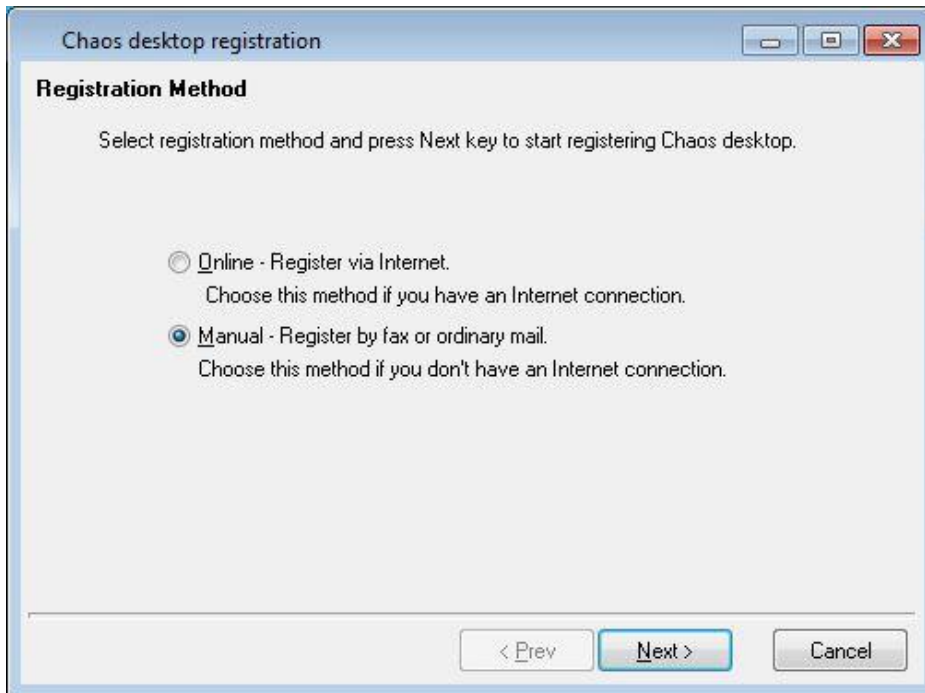 Chaos desktop registration
Registration Method
Select registration method and press Next key to start registering Chaos desktop.
Online - Register via Internet.
Choose this method if you have an Internet connection.
Manual - Register by fax or ordinary mail.
Choose this method if you don't have an Internet connection.
< Prev Next > Cancel